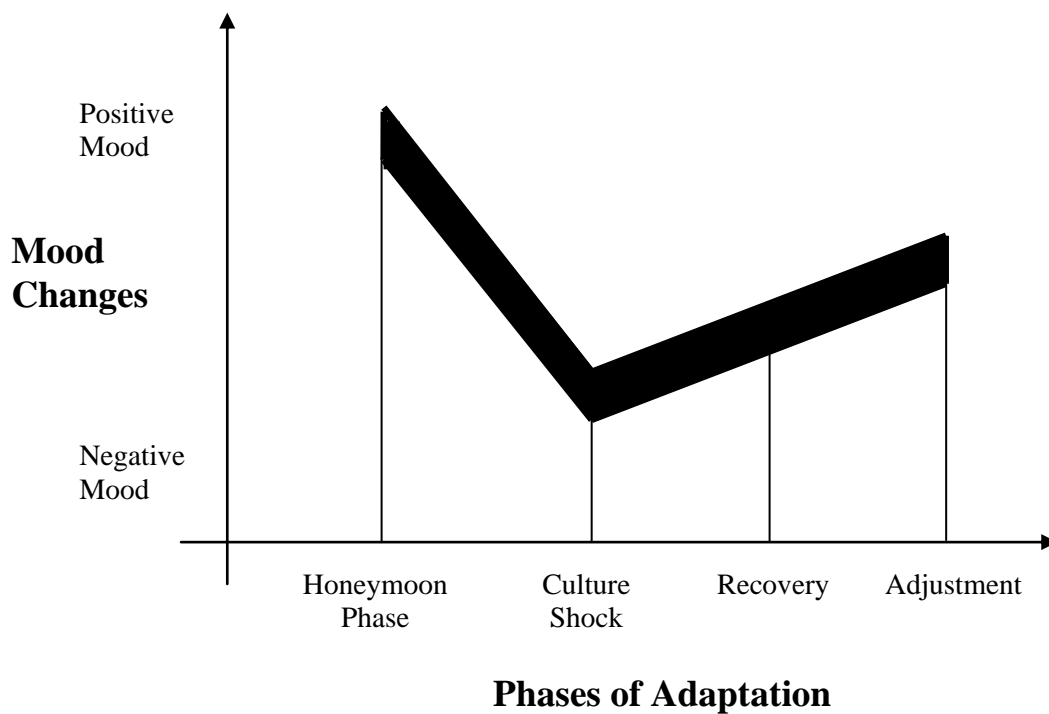 Positive
Mood
Mood
Changes
Negative
Mood
Honeymoon
Phase
Culture
Shock
Recovery
Adjustment
Phases of Adaptation